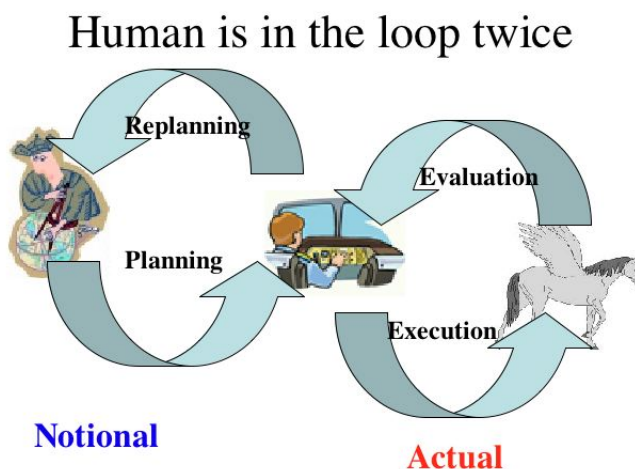 Human is in the loop twice
Replanning
Evaluation
Planning
Execution
Notional
Actual